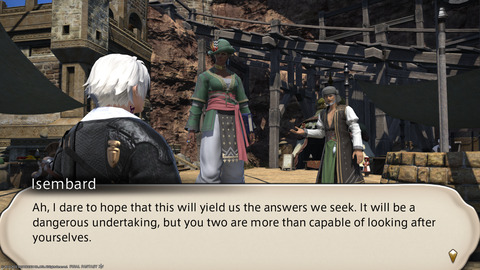 Isembard
Ah, I dare to hope that this will yield us the answers we seek. It will be a
dangerous undertaking, but you two are more than capable of looking after
yourselves.